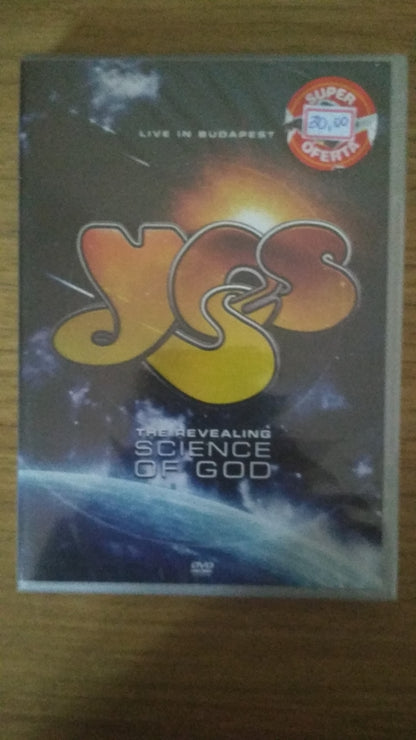 SUPER
30,00
OFERTA
LIVE IN BUDAPEST
yes
THE REVEALING
SCIENCE
OF GOD
DVD